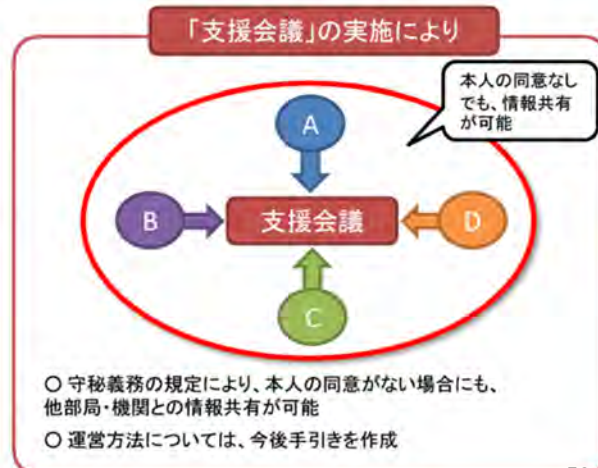 「支援会議」の実施により
本人の同意なし
でも、情報共有
が可能
A
B
支援会議
D
C
○ 守秘義務の規定により、本人の同意がない場合にも、
他部局・機関との情報共有が可能
○ 運営方法については、今後手引きを作成